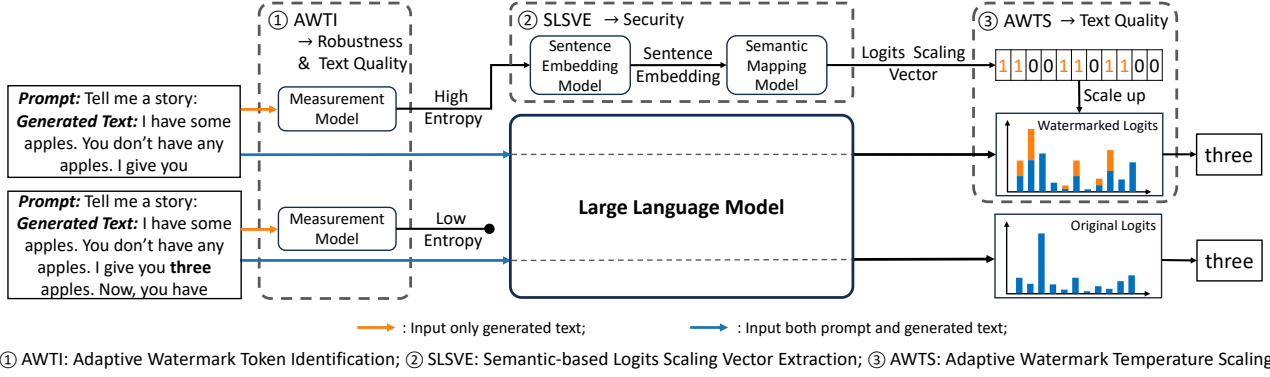 ① AWTI
→ Robustness
& Text Quality
② SLSVE → Security
③ AWTS → Text Quality
Prompt: Tell me a story:
Generated Text: I have some
apples. You don't have any
apples. I give you
Measurement
Model
High
Entropy
Sentence
Embedding
Model
Sentence
Embedding
Semantic
Mapping
Model
Logits Scaling
Vector
1 1 0 0 1 1 0 1 1 0 0
Scale up
Watermarked Logits
three
Prompt: Tell me a story:
Generated Text: I have some
apples. You don't have any
apples. I give you three
apples. Now, you have
Measurement
Model
Low
Entropy
Large Language Model
Original Logits
three
: Input only generated text;
: Input both prompt and generated text;
① AWTI: Adaptive Watermark Token Identification; ② SLSVE: Semantic-based Logits Scaling Vector Extraction; ③ AWTS: Adaptive Watermark Temperature Scaling